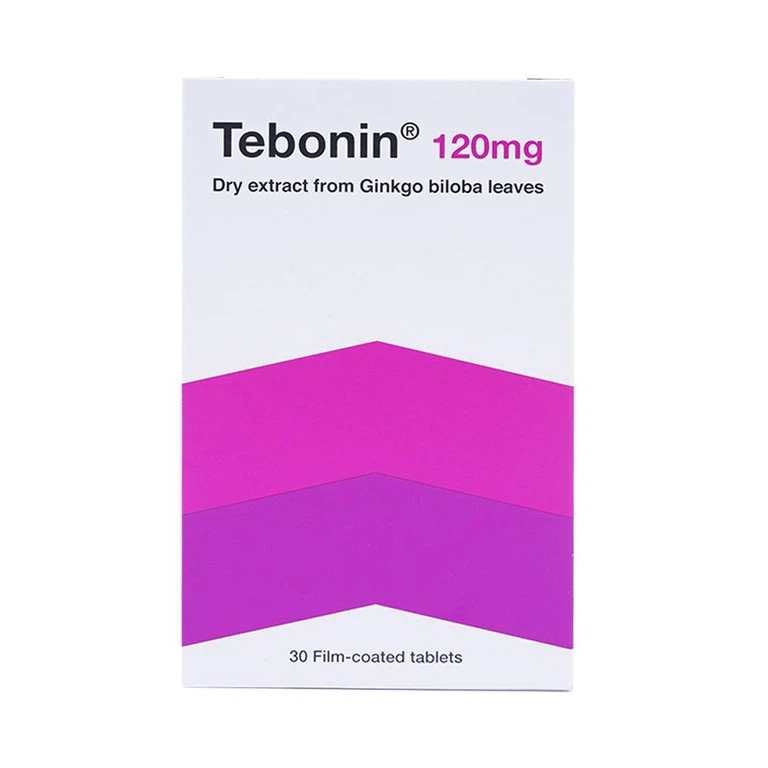 Tebonin® 120mg
Dry extract from Ginkgo biloba leaves
30 Film-coated tablets